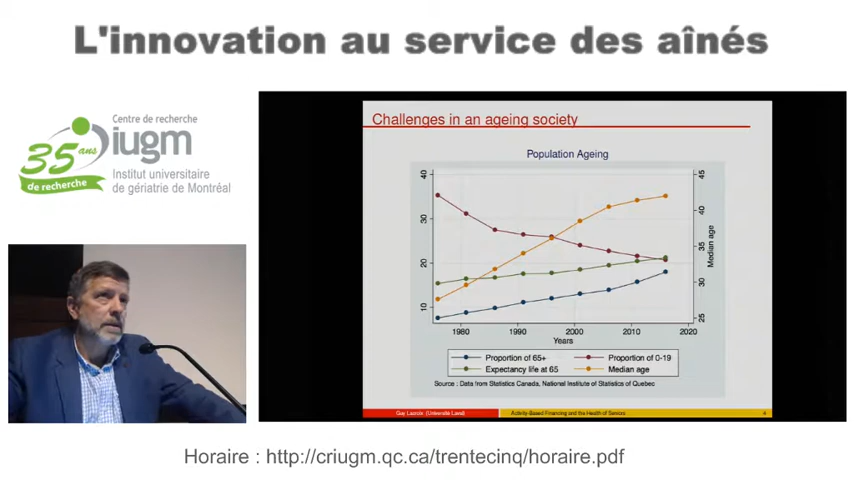 L'innovation au service des aînés
Centre de recherche
iugm
35 ans
de recherche
Institut universitaire
de gériatrie de Montréal
Challenges in an ageing society
Population Ageing
40
30
20
10
45
40
35
30
25
Median age
1980
1990
2000
2010
2020
Years
Proportion of 65+
Proportion of 0-19
Expectancy life at 65
Median age
Source : Data from Statistics Canada, National Institute of Statistics of Quebec
Guy Lacroix (Université Laval)
Activity-Based Financing and the Health of Seniors
4
Horaire : http://criugm.qc.ca/trentecinq/horaire.pdf